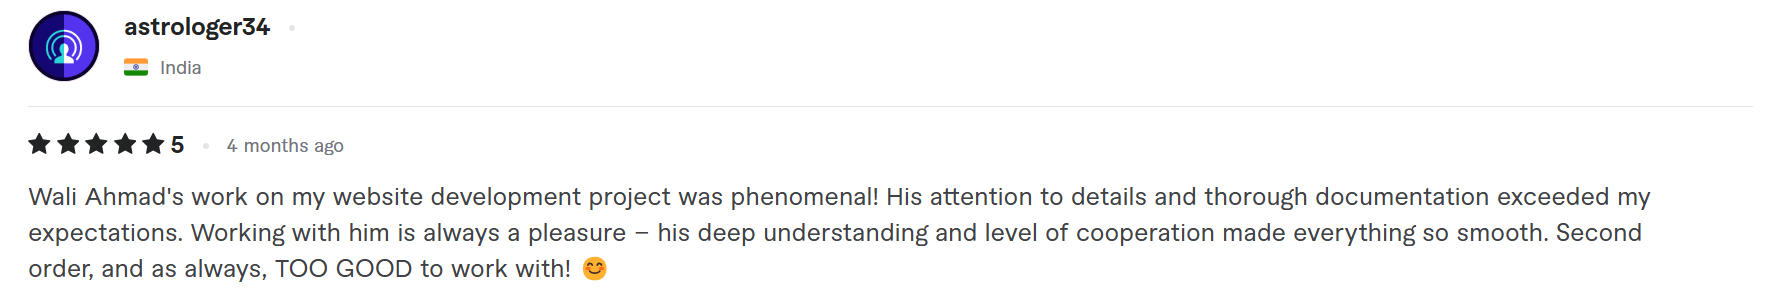 astrologer34
India
5
4 months ago
Wali Ahmad's work on my website development project was phenomenal! His attention to details and thorough documentation exceeded my
expectations. Working with him is always a pleasure – his deep understanding and level of cooperation made everything so smooth. Second
order, and as always, TOO GOOD to work with! 😊